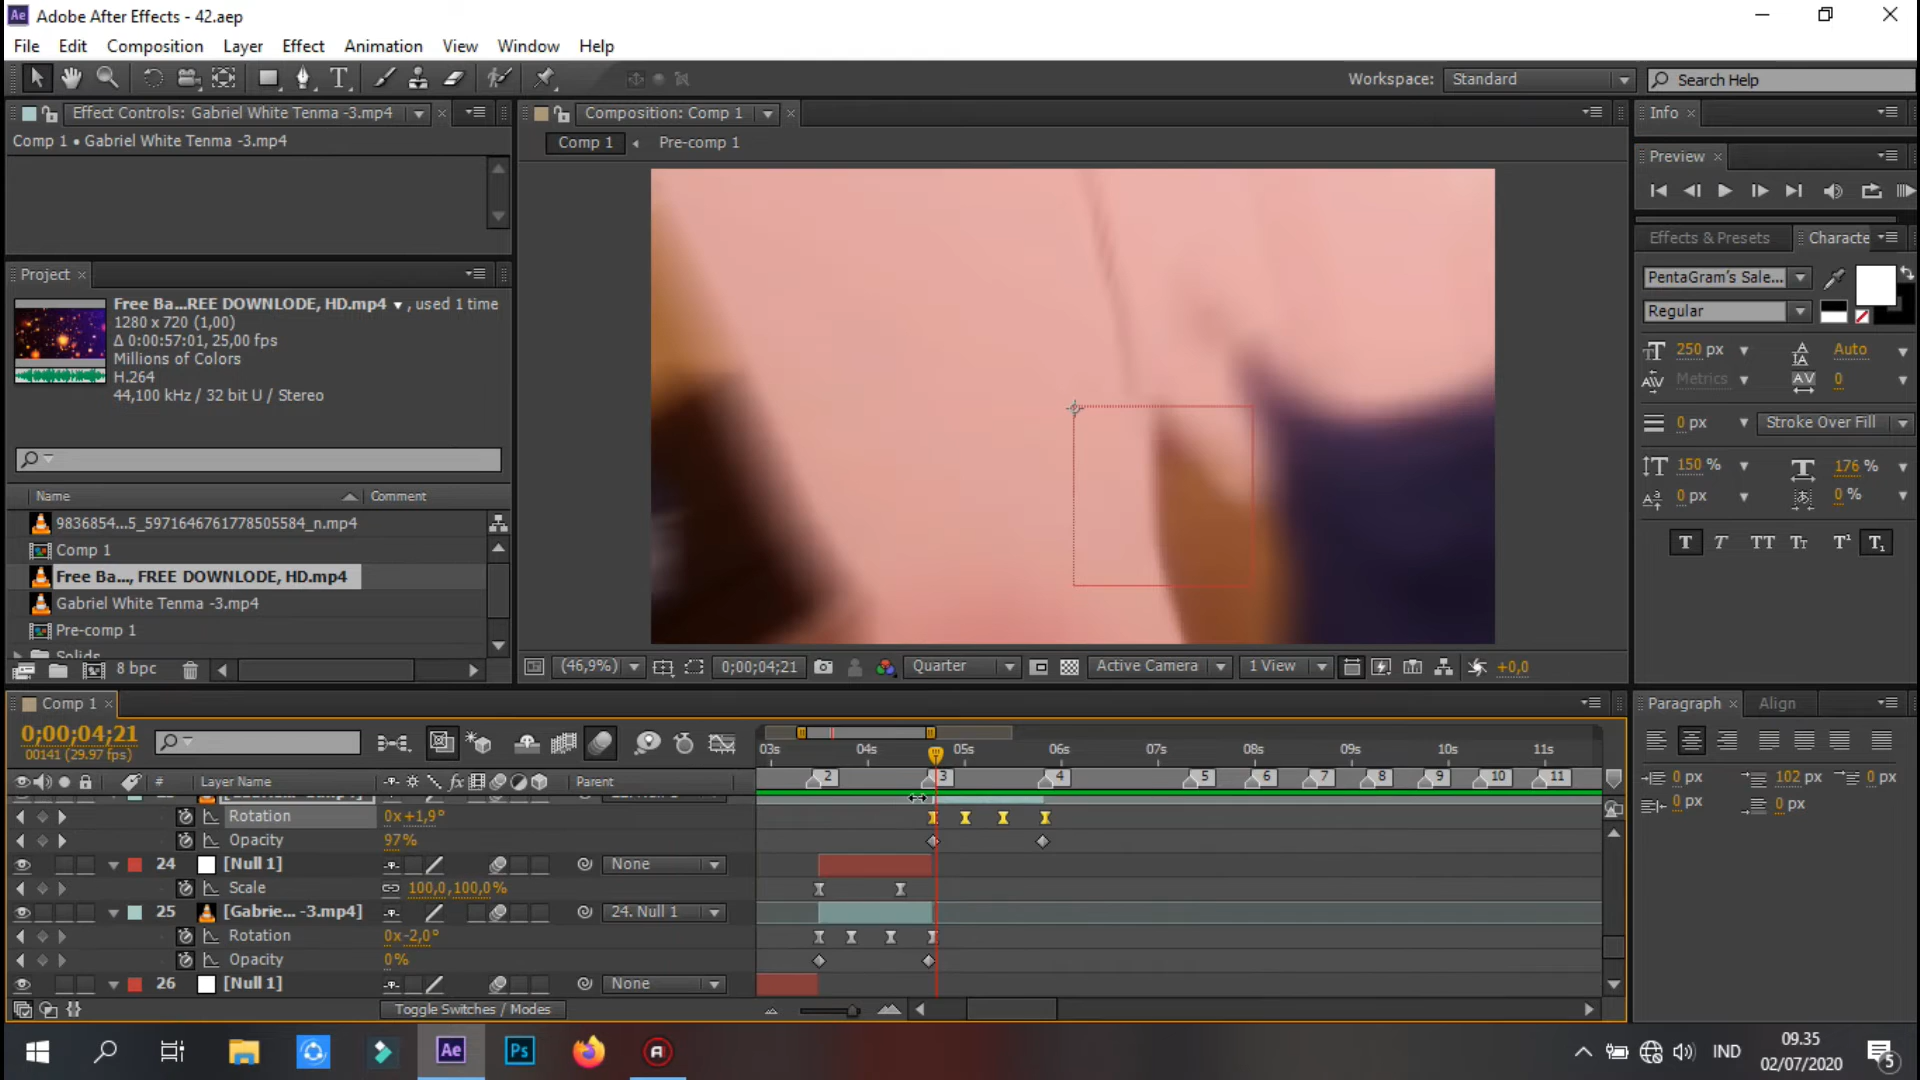 Ae Adobe After Effects - 42.aep
File Edit Composition Layer Effect Animation View Window Help
Workspace: Standard Search Help
Effect Controls: Gabriel White Tenma -3.mp4
Composition: Comp 1
Info
Comp 1 • Gabriel White Tenma -3.mp4
Comp 1 Pre-comp 1
Preview
Effects & Presets Characte
Project
Free Ba...REE DOWNLODE, HD.mp4 , used 1 time
1280 x 720 (1,00)
Δ 0:00:57:01, 25,00 fps
Millions of Colors
H.264
44,100 kHz / 32 bit U / Stereo
PentaGram's Sale...
Regular
250 px Auto
Metrics 0
0 px Stroke Over Fill
150 % 176 %
0 px 0 %
T T TT Tт T¹ T₁
Name Comment
9836854...5_5971646761778505584_n.mp4
Comp 1
Free Ba..., FREE DOWNLODE, HD.mp4
Gabriel White Tenma -3.mp4
Pre-comp 1
Solids
8 bpc
(46,9%) 0;00;04;21 Quarter Active Camera 1 View +0,0
Comp 1
Paragraph Align
0;00;04;21
00141 (29.97 fps)
03s 04s 05s 06s 07s 08s 09s 10s 11s
2 3 4 5 6 7 8 9 10 11
# Layer Name Parent
0 px 102 px 0 px
0 px 0 px
Rotation 0x+1,9°
Opacity 97%
24 [Null 1] None
Scale 100,0,100,0%
25 [Gabrie... -3.mp4] 24. Null 1
Rotation 0x-2,0°
Opacity 0%
26 [Null 1] None
Toggle Switches / Modes
Ae Ps
IND
09.35
02/07/2020
5